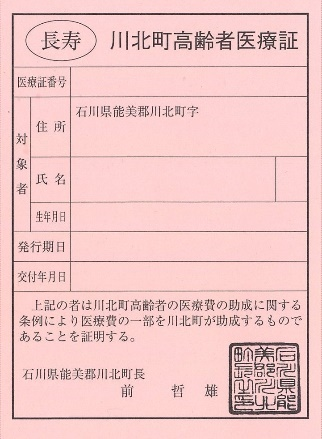 長寿 川北町高齢者医療証
医療証番号
対象者
住所 石川県能美郡川北町字
氏名
生年月日
発行期日
交付年月日
上記の者は川北町高齢者の医療費の助成に関する
条例により医療費の一部を川北町が助成するもので
あることを証明する。
石川県能美郡川北町長
前 哲雄